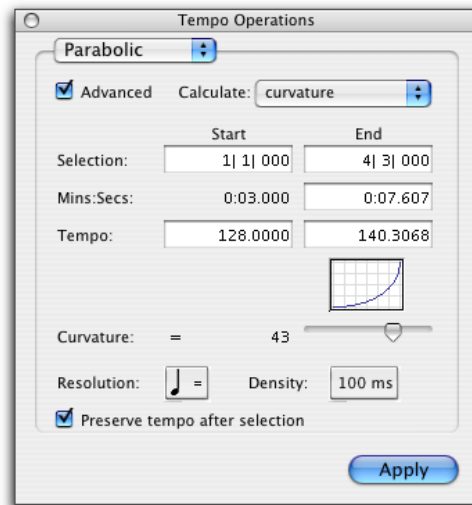 Tempo Operations
Parabolic
Advanced Calculate: curvature
Start End
Selection: 1| 1| 000 4| 3| 000
Mins:Secs: 0:03.000 0:07.607
Tempo: 128.0000 140.3068
Curvature: = 43
Resolution: ♩ = Density: 100 ms
Preserve tempo after selection
Apply